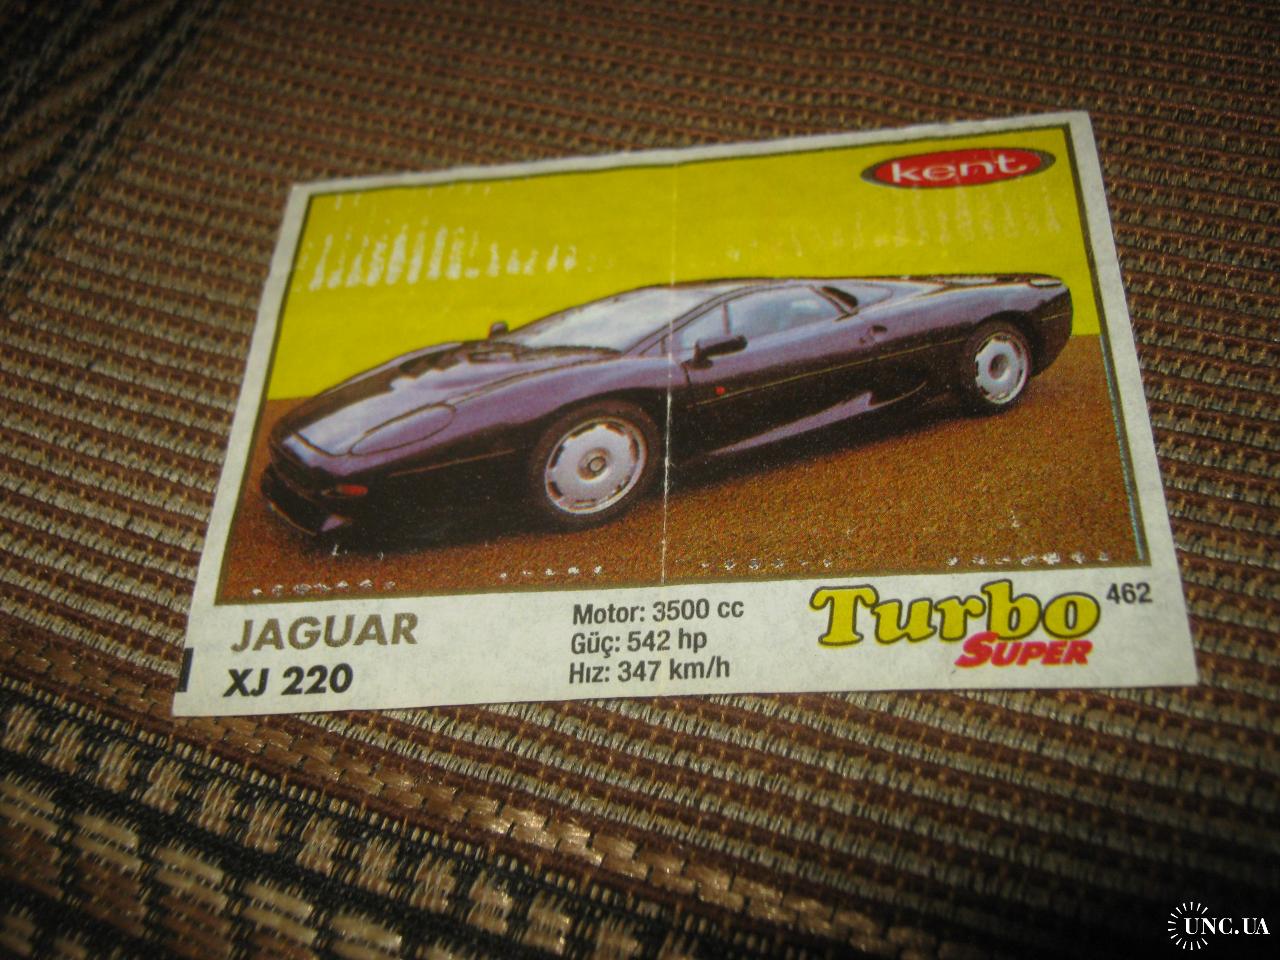 kent
JAGUAR
XJ 220
Motor: 3500 cc
Güç: 542 hp
Hız: 347 km/h
Turbo
SUPER
462
UNC.UA